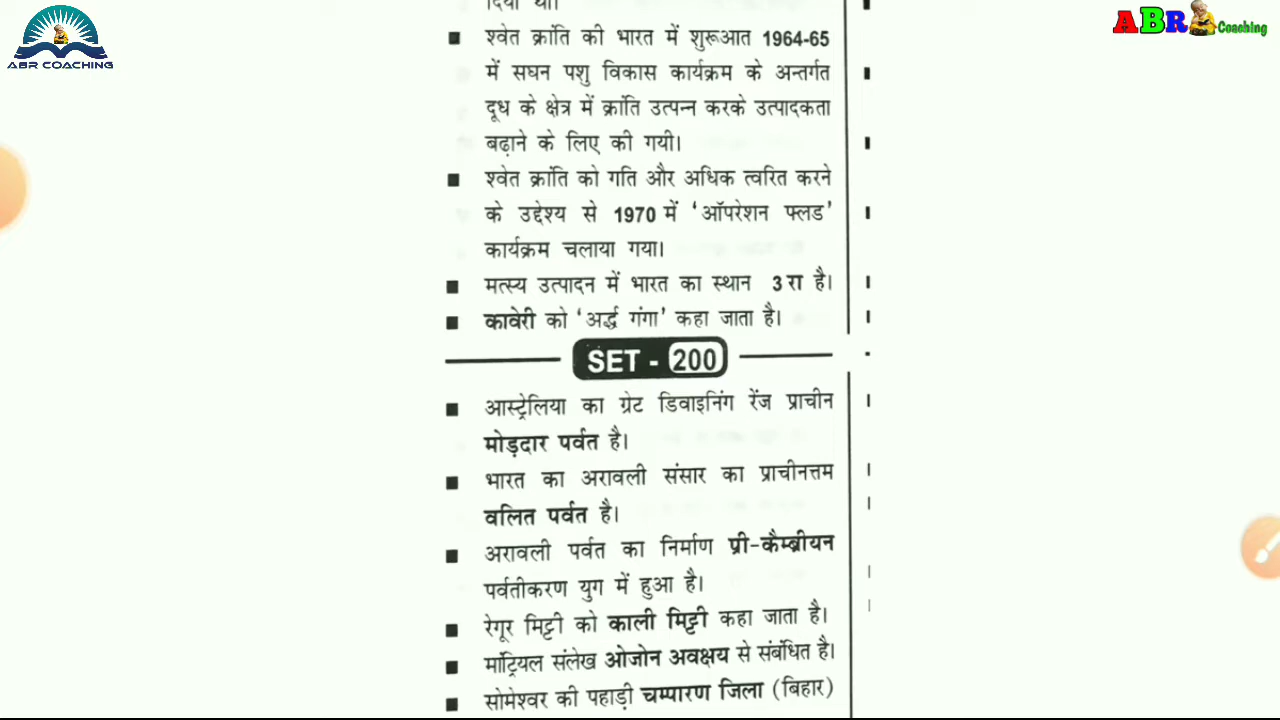 ABR COACHING
ABR Coaching
दिया था।
श्वेत क्रांति की भारत में शुरूआत 1964-65
में सघन पशु विकास कार्यक्रम के अन्तर्गत
दूध के क्षेत्र में क्रांति उत्पन्न करके उत्पादकता
बढ़ाने के लिए की गयी।
श्वेत क्रांति को गति और अधिक त्वरित करने
के उद्देश्य से 1970 में ‘ऑपरेशन फ्लड’
कार्यक्रम चलाया गया।
मत्स्य उत्पादन में भारत का स्थान 3 रा है।
कावेरी को ‘अर्द्ध गंगा’ कहा जाता है।
SET - 200
आस्ट्रेलिया का ग्रेट डिवाइनिंग रेंज प्राचीन
मोड़दार पर्वत है।
भारत का अरावली संसार का प्राचीनत्तम
वलित पर्वत है।
अरावली पर्वत का निर्माण प्री-कैम्ब्रीयन
पर्वतीकरण युग में हुआ है।
रेगूर मिट्टी को काली मिट्टी कहा जाता है।
मांट्रियल संलेख ओजोन अवक्षय से संबंधित है।
सोमेश्वर की पहाड़ी चम्पारण जिला (बिहार)